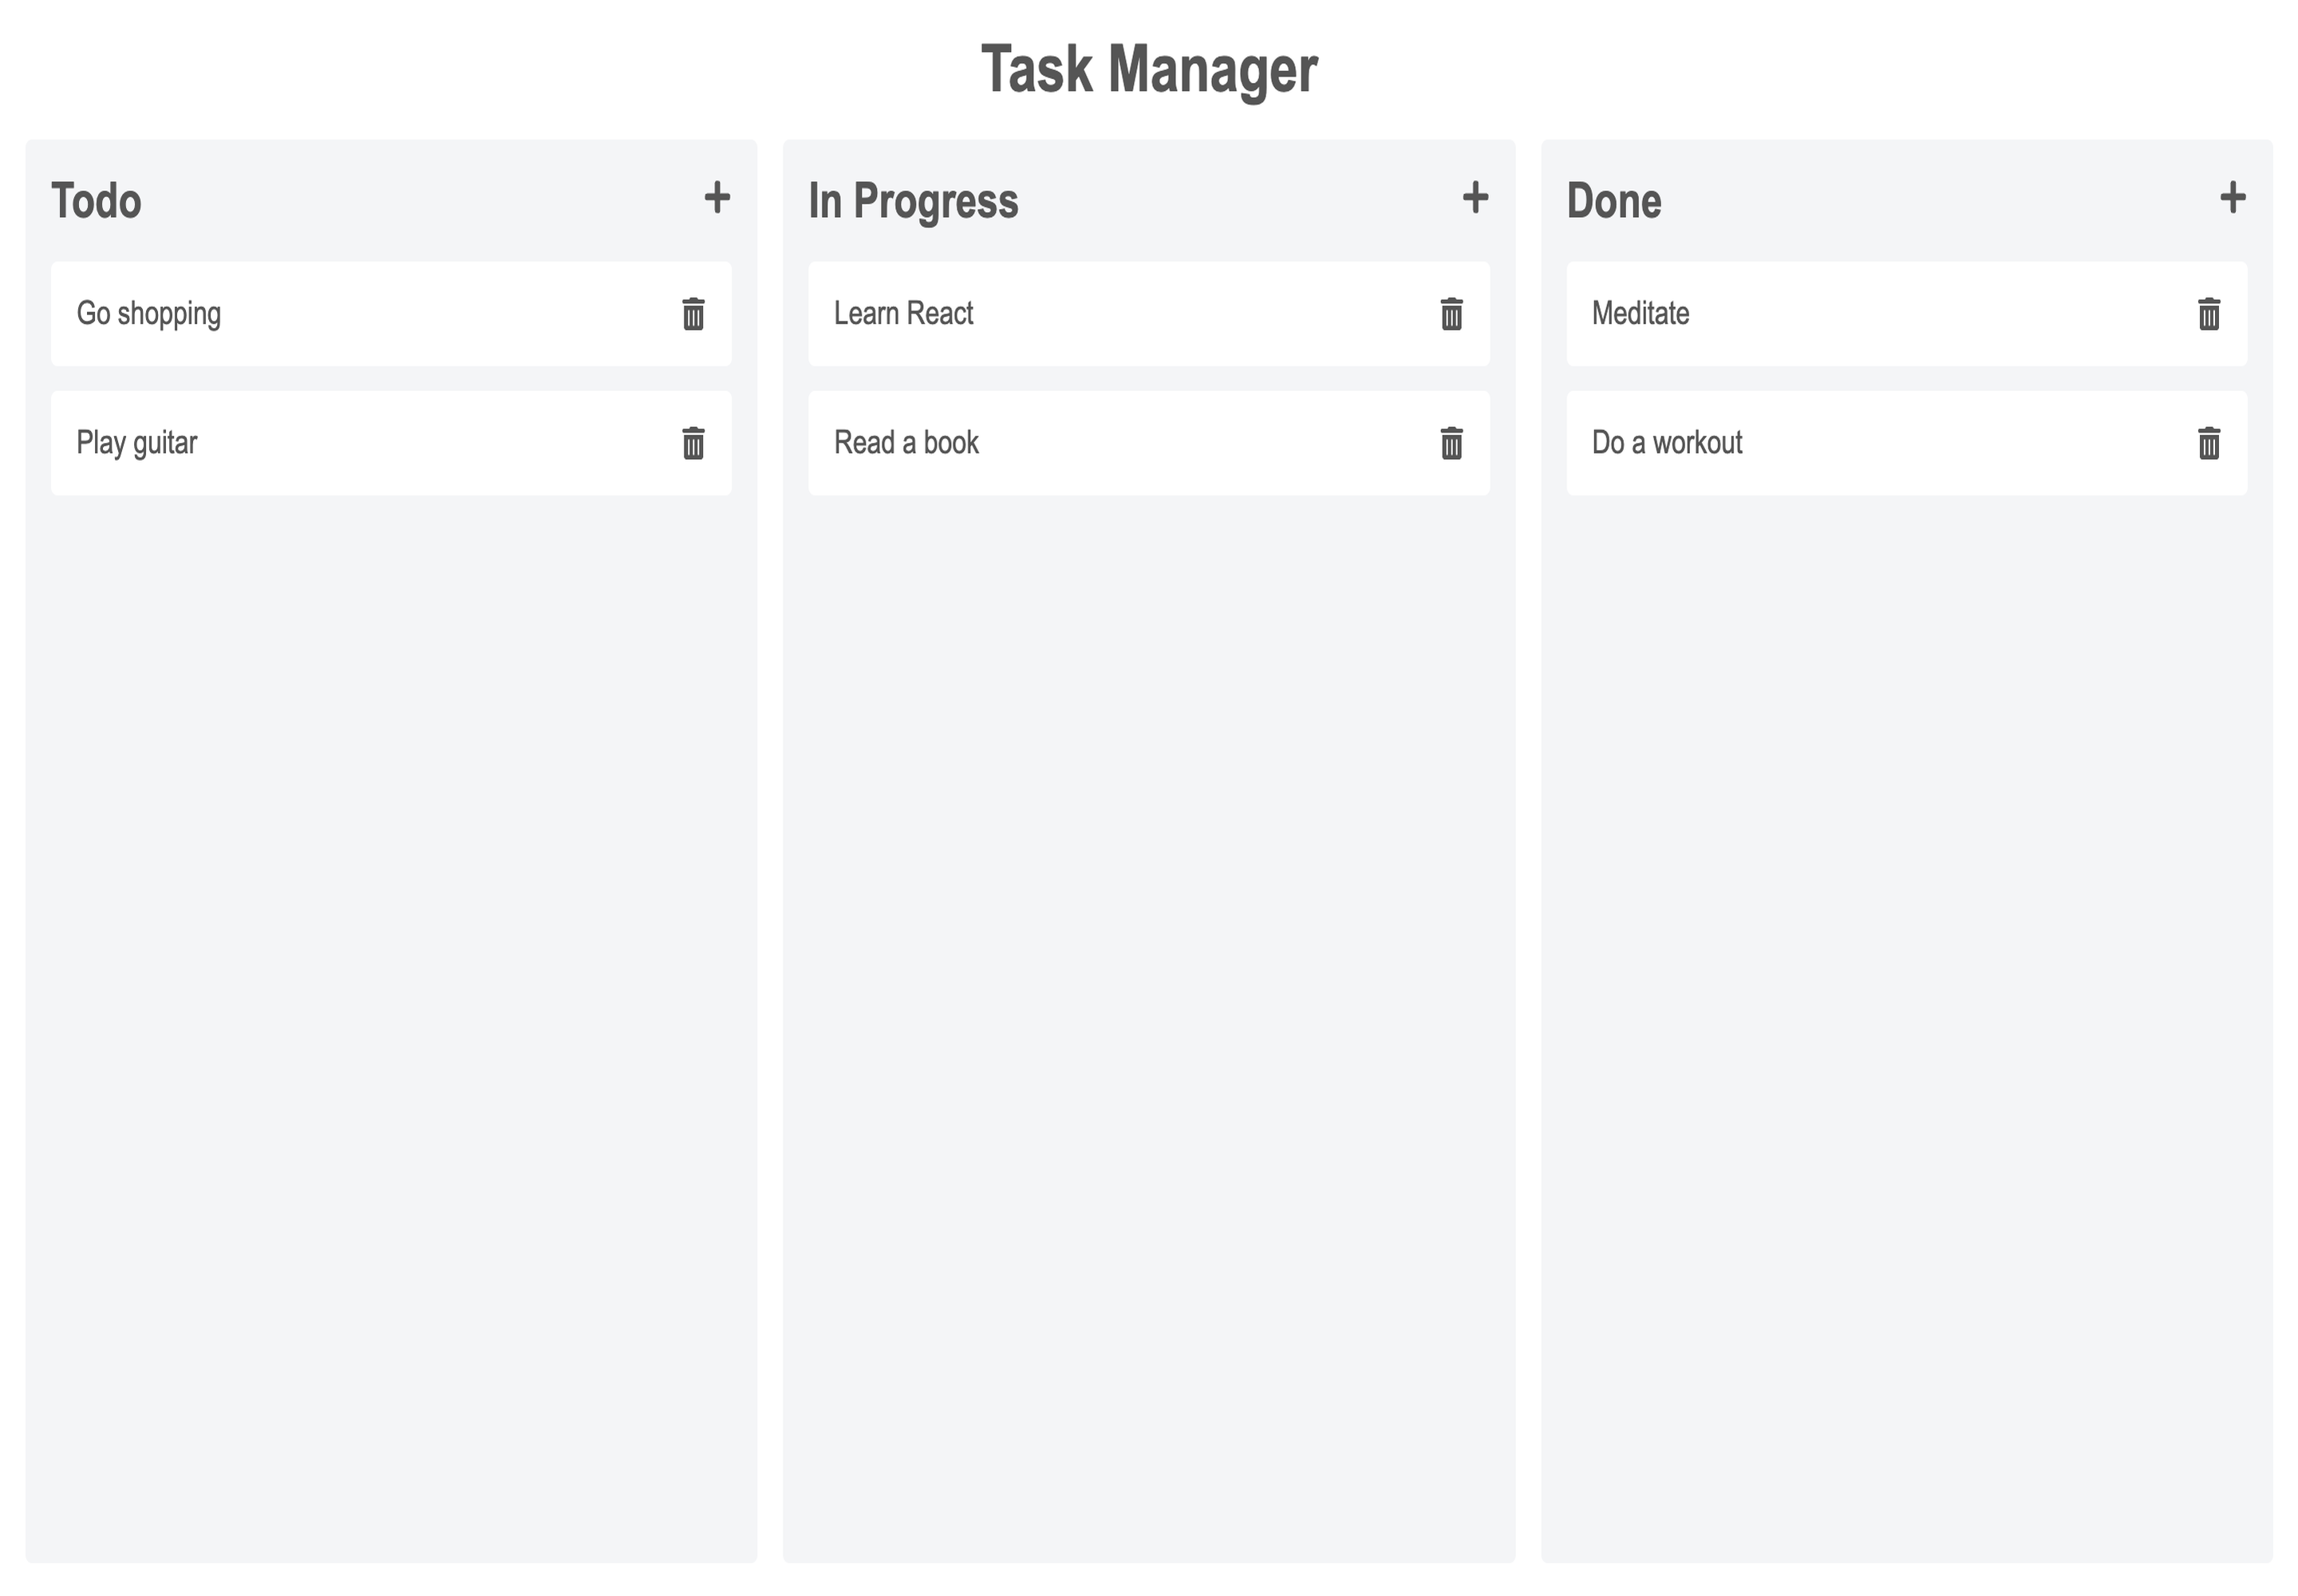 Task Manager
Todo
Go shopping
Play guitar
In Progress
Learn React
Read a book
Done
Meditate
Do a workout